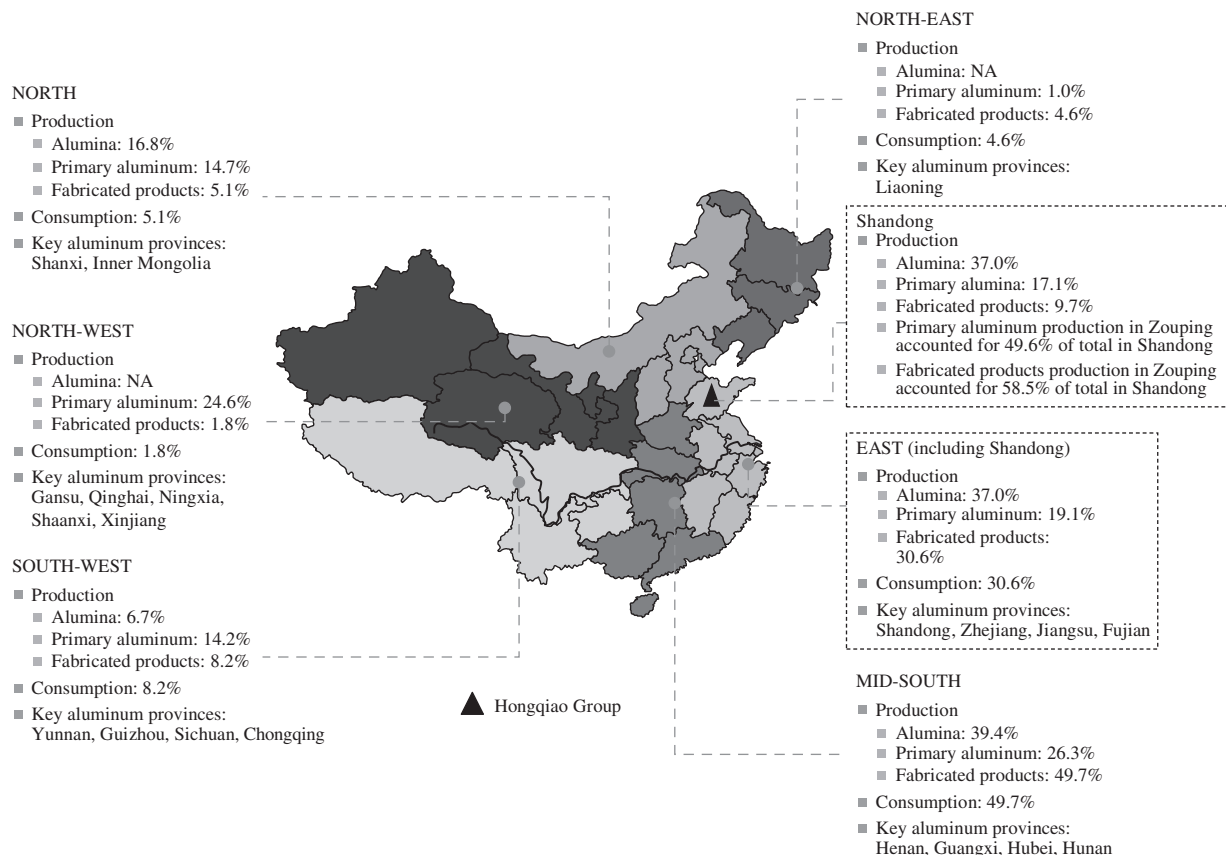 NORTH
Production
Alumina: 16.8%
Primary aluminum: 14.7%
Fabricated products: 5.1%
Consumption: 5.1%
Key aluminum provinces:
Shanxi, Inner Mongolia
NORTH-WEST
Production
Alumina: NA
Primary aluminum: 24.6%
Fabricated products: 1.8%
Consumption: 1.8%
Key aluminum provinces:
Gansu, Qinghai, Ningxia,
Shaanxi, Xinjiang
SOUTH-WEST
Production
Alumina: 6.7%
Primary aluminum: 14.2%
Fabricated products: 8.2%
Consumption: 8.2%
Key aluminum provinces:
Yunnan, Guizhou, Sichuan, Chongqing
Hongqiao Group
NORTH-EAST
Production
Alumina: NA
Primary aluminum: 1.0%
Fabricated products: 4.6%
Consumption: 4.6%
Key aluminum provinces:
Liaoning
Shandong
Production
Alumina: 37.0%
Primary alumina: 17.1%
Fabricated products: 9.7%
Primary aluminum production in Zouping
accounted for 49.6% of total in Shandong
Fabricated products production in Zouping
accounted for 58.5% of total in Shandong
EAST (including Shandong)
Production
Alumina: 37.0%
Primary aluminum: 19.1%
Fabricated products:
30.6%
Consumption: 30.6%
Key aluminum provinces:
Shandong, Zhejiang, Jiangsu, Fujian
MID-SOUTH
Production
Alumina: 39.4%
Primary aluminum: 26.3%
Fabricated products: 49.7%
Consumption: 49.7%
Key aluminum provinces:
Henan, Guangxi, Hubei, Hunan